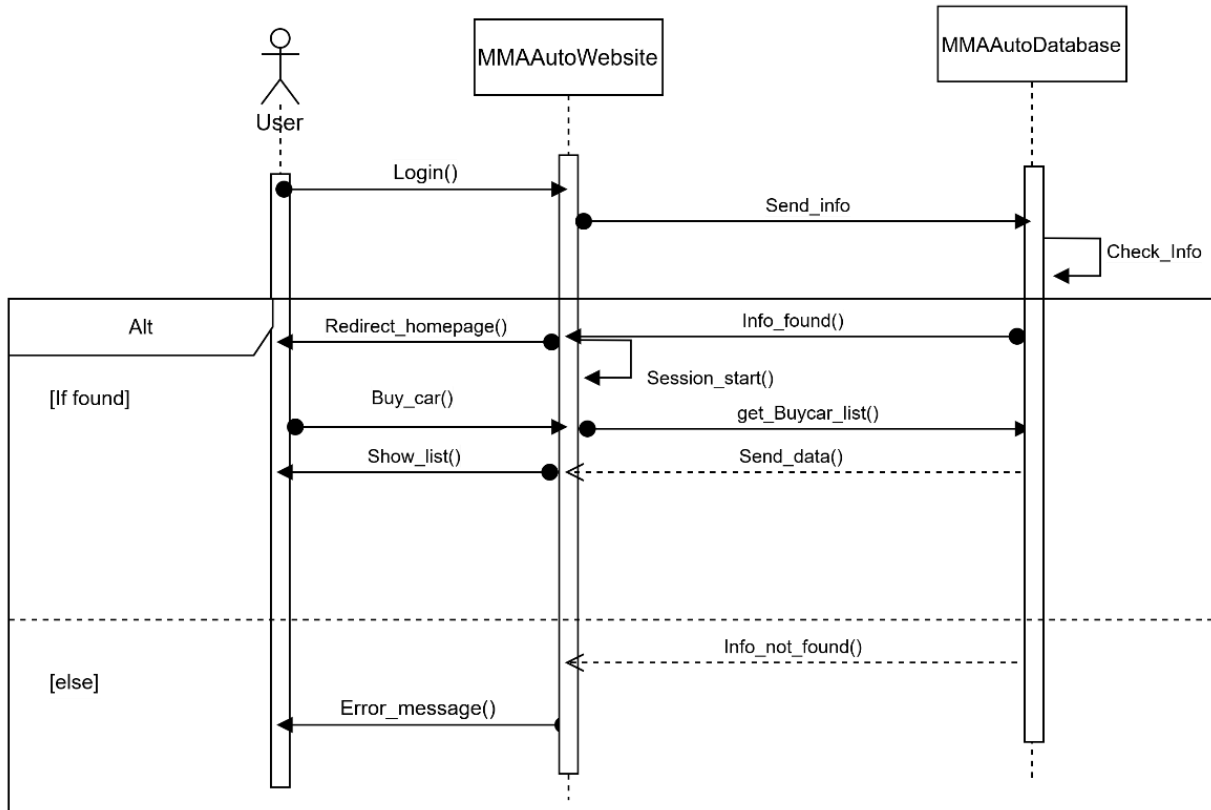 MMAAutoWebsite
MMAAutoDatabase
User
Login()
Send_info
Check_Info
Alt
Redirect_homepage()
Info_found()
Session_start()
[If found]
Buy_car()
get_Buycar_list()
Show_list()
Send_data()
Info_not_found()
[else]
Error_message()